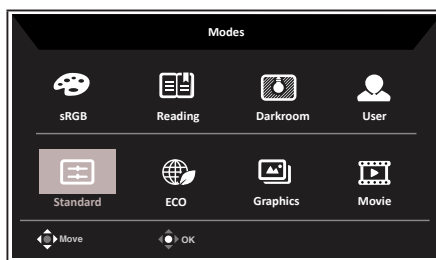 Modes
sRGB Reading Darkroom User
Standard ECO Graphics Movie
Move OK